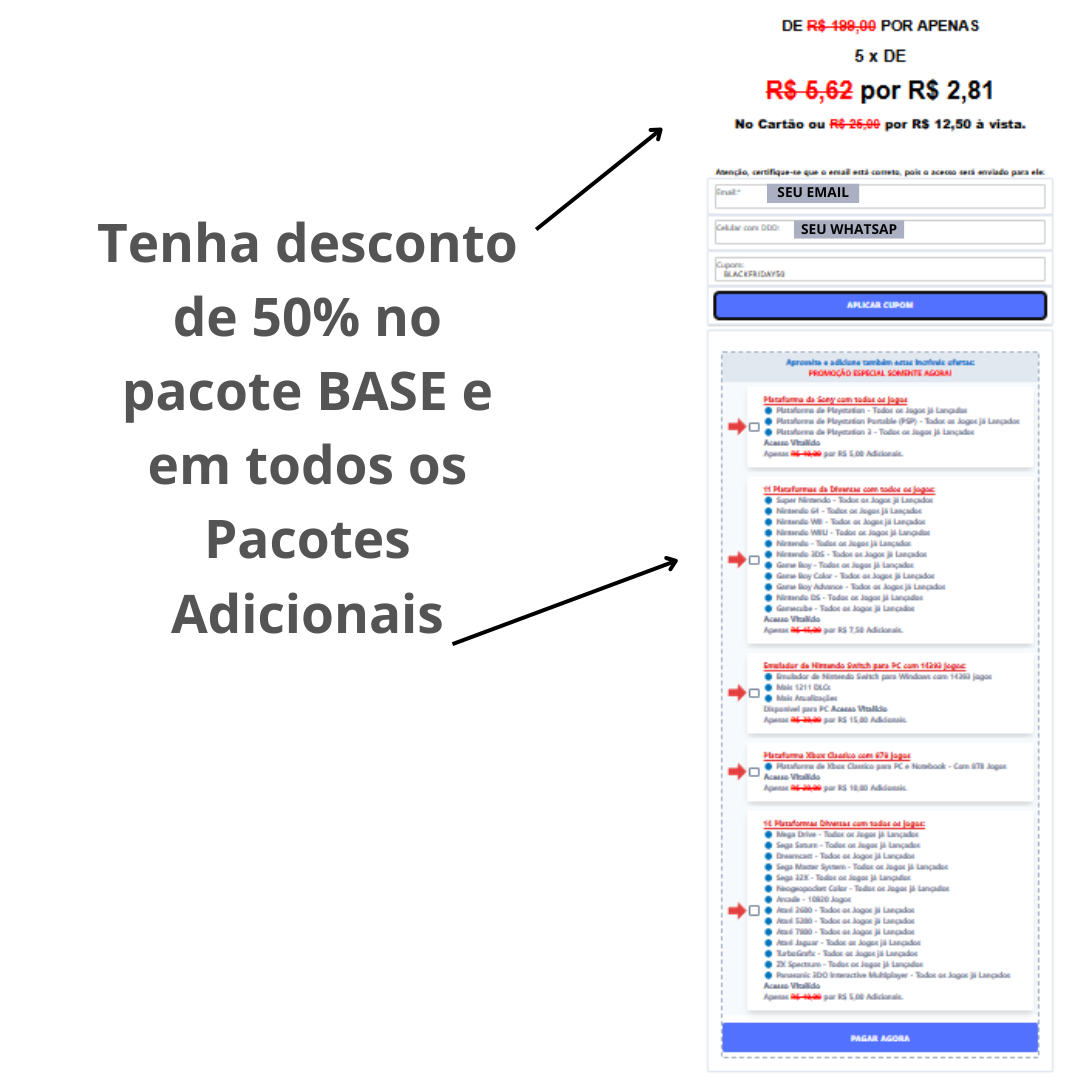 Tenha desconto
de 50% no
pacote BASE e
em todos os
Pacotes
Adicionais
DE R$ 199,00 POR APENAS
5 x DE
R$ 5,62 por R$ 2,81
No Cartão ou R$ 25,00 por R$ 12,50 à vista.
Atenção, certifique-se que o email está correto, pois o acesso será enviado para ele:
Email:* SEU EMAIL
Celular com DDD: SEU WHATSAP
Cupom:
BLACKFRIDAY50
APLICAR CUPOM
Aproveite e adicione também estas incríveis ofertas:
PROMOÇÃO ESPECIAL SOMENTE AGORA!
Plataforma da Sony com todos os Jogos
Plataforma de Playstation - Todos os Jogos já Lançados
Plataforma de Playstation Portable (PSP) - Todos os Jogos já Lançados
Plataforma de Playstation 3 - Todos os Jogos já Lançados
Acesso Vitalício
Apenas R$ 10,00 por R$ 5,00 Adicionais.
11 Plataformas da Diversas com todos os Jogos:
Super Nintendo - Todos os Jogos já Lançados
Nintendo 64 - Todos os Jogos já Lançados
Nintendo WII - Todos os Jogos já Lançados
Nintendo WIIU - Todos os Jogos já Lançados
Nintendo - Todos os Jogos já Lançados
Nintendo 3DS - Todos os Jogos já Lançados
Game Boy - Todos os Jogos já Lançados
Game Boy Color - Todos os Jogos já Lançados
Game Boy Advance - Todos os Jogos já Lançados
Nintendo DS - Todos os Jogos já Lançados
Gamecube - Todos os Jogos já Lançados
Acesso Vitalício
Apenas R$ 15,00 por R$ 7,50 Adicionais.
Emulador de Nintendo Switch para PC com 14393 Jogos:
Emulador de Nintendo Switch para Windows com 14393 jogos
Mais 1211 DLCs
Mais Atualizações
Disponível para PC Acesso Vitalício
Apenas R$ 30,00 por R$ 15,00 Adicionais.
Plataforma Xbox Classico com 878 Jogos
Plataforma de Xbox Classico para PC e Notebook - Com 878 Jogos
Acesso Vitalício
Apenas R$ 20,00 por R$ 10,00 Adicionais.
Plataformas Diversas com todos os Jogos:
Mega Drive - Todos os Jogos já Lançados
Sega Saturn - Todos os Jogos já Lançados
Dreamcast - Todos os Jogos já Lançados
Sega Master System - Todos os Jogos já Lançados
Sega 32X - Todos os Jogos já Lançados
Neogeopocket Color - Todos os Jogos já Lançados
Arcade - 10920 Jogos
Atari 2600 - Todos os Jogos já Lançados
Atari 5200 - Todos os Jogos já Lançados
Atari 7800 - Todos os Jogos já Lançados
Atari Jaguar - Todos os Jogos já Lançados
TurboGrafx - Todos os Jogos já Lançados
ZX Spectrum - Todos os Jogos já Lançados
Panasonic 3DO Interactive Multiplayer - Todos os Jogos já Lançados
Acesso Vitalício
Apenas R$ 10,00 por R$ 5,00 Adicionais.
PAGAR AGORA